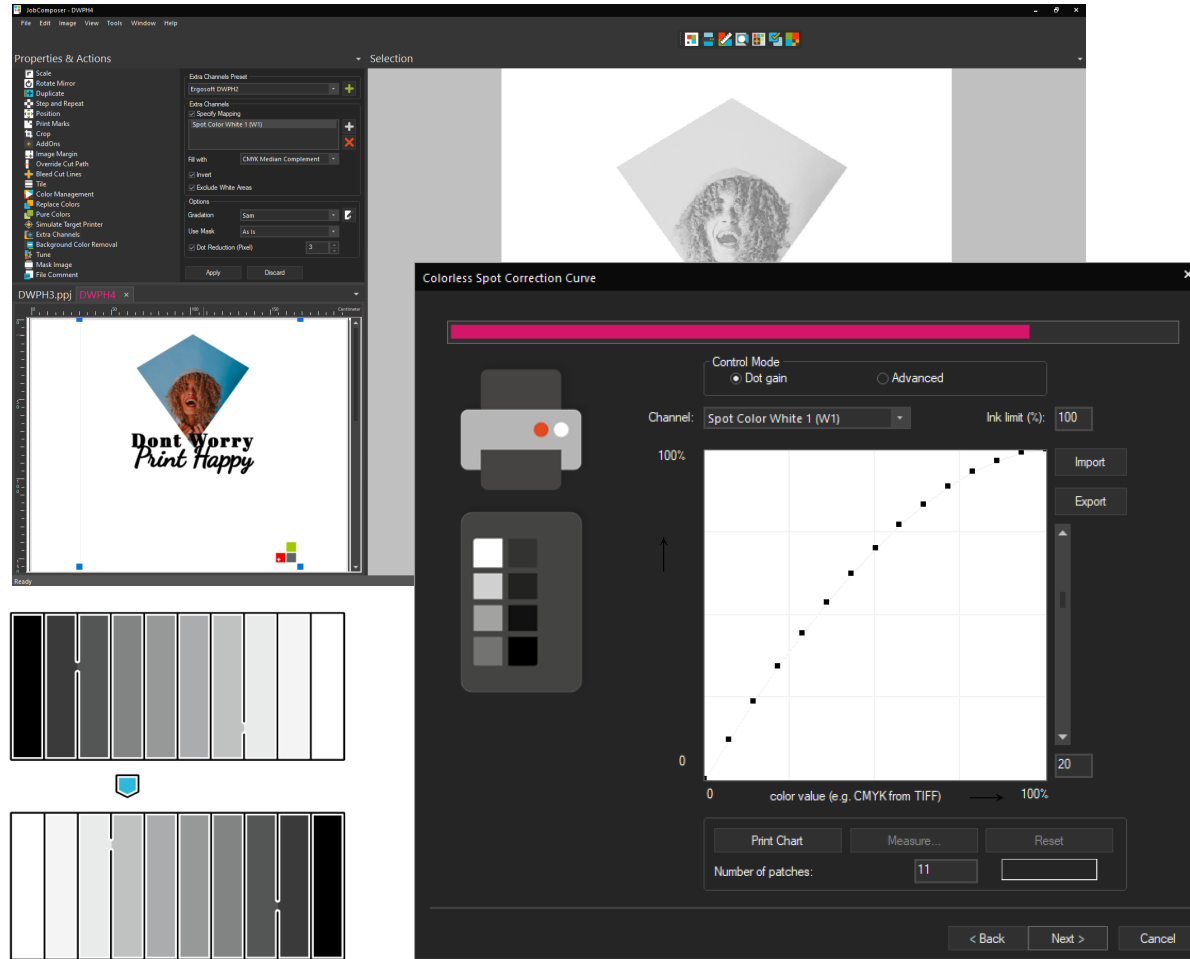 JobComposer - DWPH4
File Edit Image View Tools Window Help
Properties & Actions
Selection
Scale
Rotate Mirror
Duplicate
Step and Repeat
Position
Print Marks
Crop
AddOns
Image Margin
Override Cut Path
Bleed Cut Lines
Tile
Color Management
Replace Colors
Pure Colors
Simulate Target Printer
Extra Channels
Background Color Removal
Tune
Mask Image
File Comment
Extra Channels Preset
Ergosoft DWPH2
Extra Channels
Specify Mapping
Spot Color White 1 (W1)
Fill with CMYK Median Complement
Invert
Exclude White Areas
Options
Gradation Sam
Use Mask As Is
Dot Reduction (Pixel) 3
Apply Discard
DWPH3.ppj DWPH4 ×
Centimeter
Dont Worry
Print Happy
Ready
Colorless Spot Correction Curve
Control Mode
Dot gain Advanced
Channel: Spot Color White 1 (W1) Ink limit (%): 100
100%
Import
Export
0
20
0 color value (e.g. CMYK from TIFF) 100%
Print Chart Measure... Reset
Number of patches: 11
< Back Next > Cancel